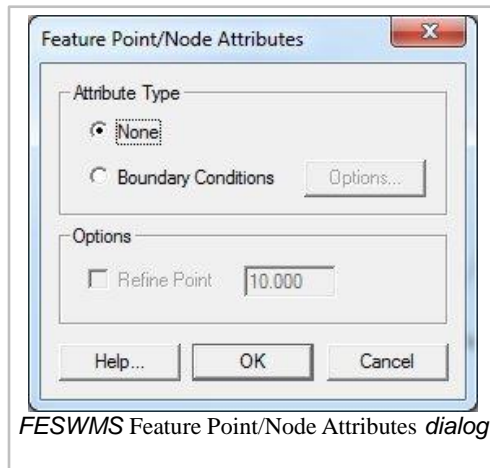 Feature Point/Node Attributes
Attribute Type
None
Boundary Conditions Options...
Options
Refine Point 10.000
Help... OK Cancel
FESWMS Feature Point/Node Attributes dialog